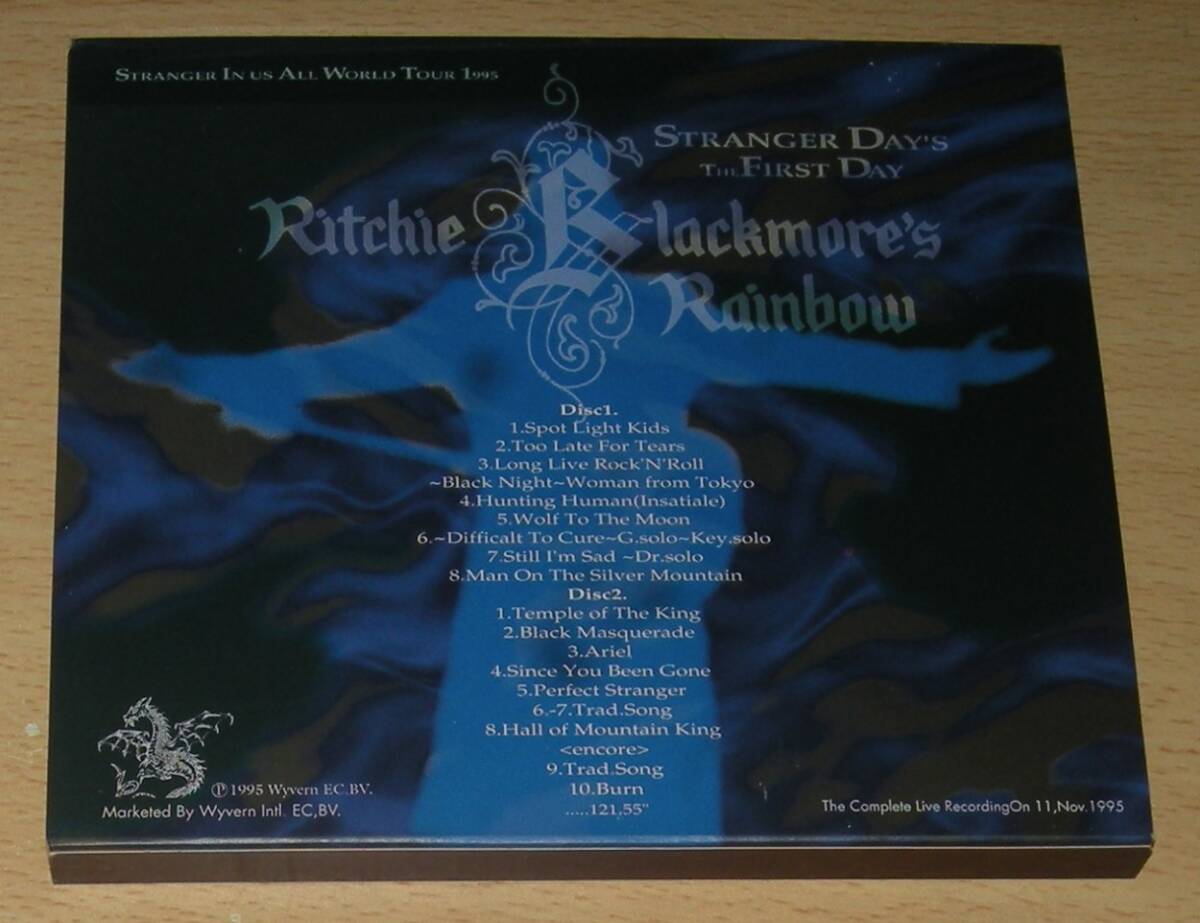 STRANGER IN US ALL WORLD TOUR 1995
STRANGER DAY'S
THE FIRST DAY
Ritchie Blackmore's
Rainbow
Disc1.
1.Spot Light Kids
2.Too Late For Tears
3.Long Live Rock'N'Roll
~Black Night~Woman from Tokyo
4.Hunting Human(Insatiale)
5.Wolf To The Moon
6.~Difficalt To Cure~G.solo~Key.solo
7.Still I'm Sad ~Dr.solo
8.Man On The Silver Mountain
Disc2.
1.Temple of The King
2.Black Masquerade
3.Ariel
4.Since You Been Gone
5.Perfect Stranger
6.-7.Trad.Song
8.Hall of Mountain King
<encore>
9.Trad.Song
10.Burn
.....121,55"
Ⓟ1995 Wyvern EC.BV.
Marketed By Wyvern Intl. EC,BV.
The Complete Live RecordingOn 11,Nov.1995